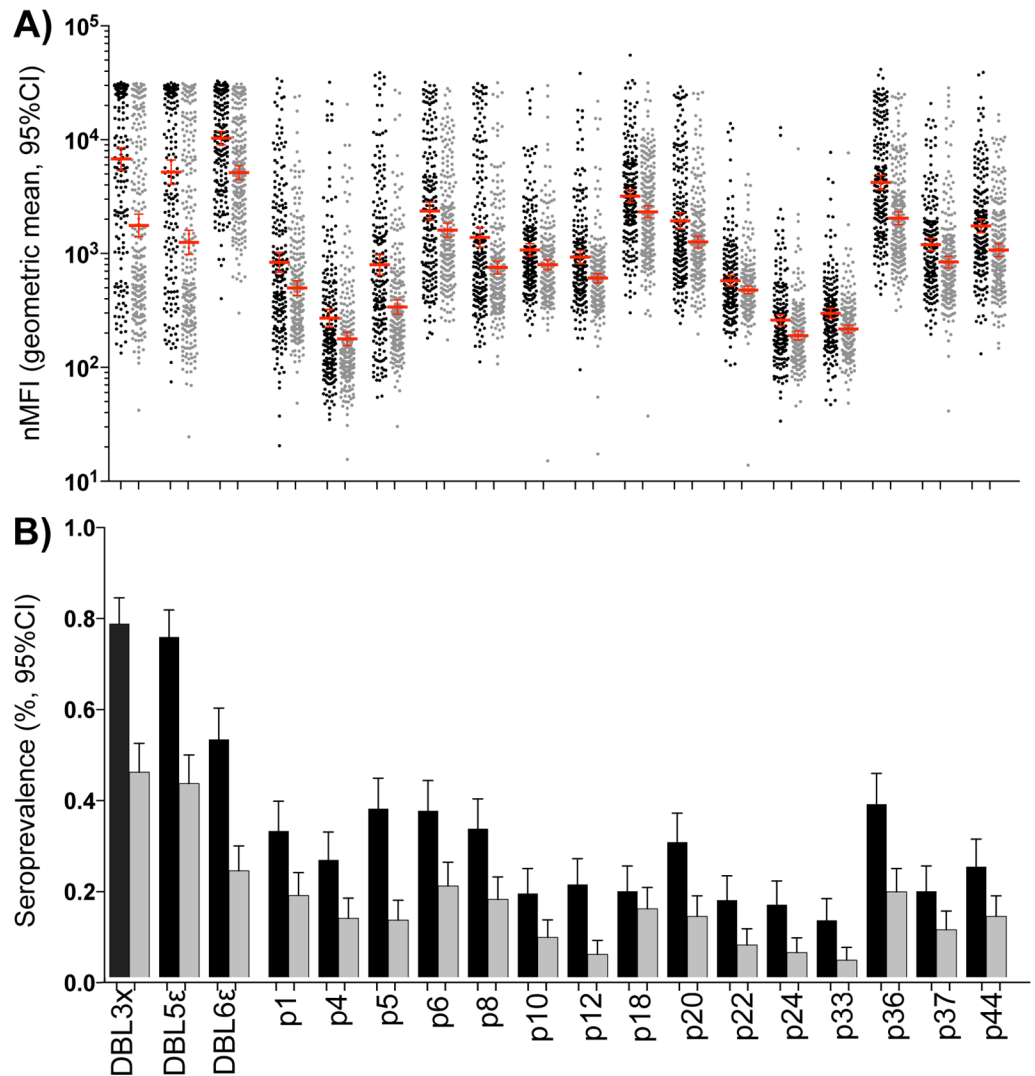 A)
nMFI (geometric mean, 95%CI)
10⁵
10⁴
10³
10²
10¹
B)
Seroprevalence (%, 95%CI)
1.0
0.8
0.6
0.4
0.2
0.0
DBL3x DBL5ε DBL6ε p1 p4 p5 p6 p8 p10 p12 p18 p20 p22 p24 p33 p36 p37 p44